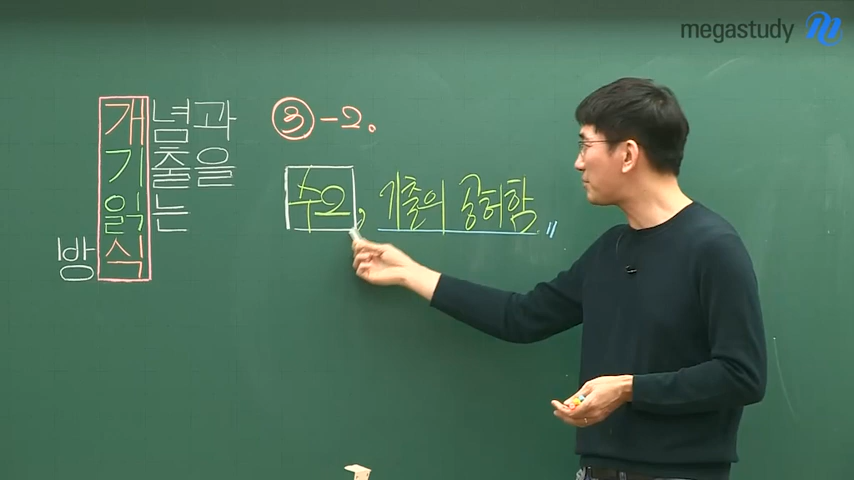 megastudy
개념과
기출을
읽는
방식
③-2.
수2, 기출의 공허함.